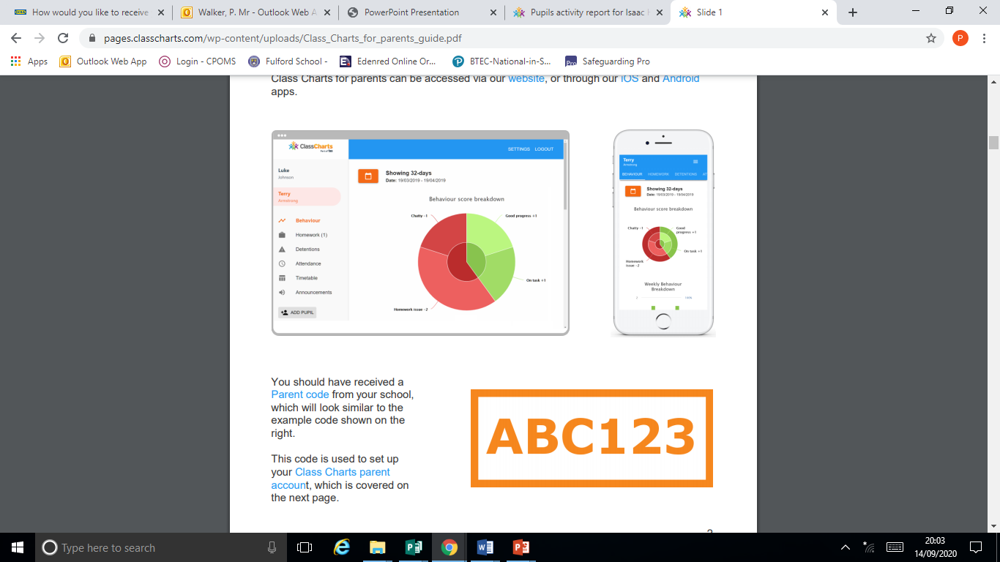 How would you like to receive
Walker, P. Mr - Outlook Web A
PowerPoint Presentation
Pupils activity report for Isaac H
Slide 1
pages.classcharts.com/wp-content/uploads/Class_Charts_for_parents_guide.pdf
P
Apps
Outlook Web App
Login - CPOMS
Fulford School -
Edenred Online Or...
BTEC-National-in-S...
Safeguarding Pro
Class Charts for parents can be accessed via our website, or through our iOS and Android
apps.
ClassCharts
SETTINGS LOGOUT
Luke
Johnson
Terry
Armstrong
Behaviour
Homework (1)
Detentions
Attendance
Timetable
Announcements
ADD PUPIL
Showing 32-days
Date: 19/03/2019 - 19/04/2019
Behaviour score breakdown
Chatty -1
Good progress +1
On task +1
Homework issue -2
Terry
Armstrong
BEHAVIOUR HOMEWORK DETENTIONS AT
Showing 32-days
Date: 19/03/2019 - 19/04/2019
Behaviour score breakdown
Chatty -1
Good
progress +1
On task +1
Homework
issue -2
Weekly Behaviour
Breakdown
100%
You should have received a
Parent code from your school,
which will look similar to the
example code shown on the
right.
ABC123
This code is used to set up
your Class Charts parent
account, which is covered on
the next page.
Type here to search
20:03
14/09/2020